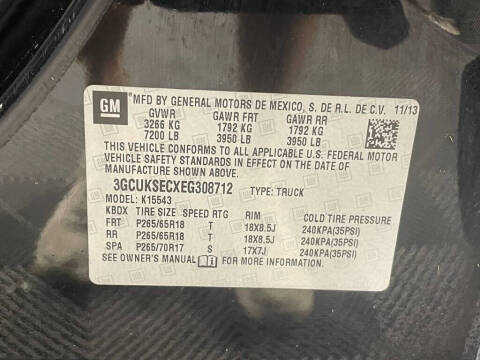 GM MFD BY GENERAL MOTORS DE MEXICO, S. DE R.L. DE C.V. 11/13
GVWR GAWR FRT GAWR RR
3266 KG 1792 KG 1792 KG
7200 LB 3950 LB 3950 LB
THIS VEHICLE CONFORMS TO ALL APPLICABLE U.S. FEDERAL MOTOR
VEHICLE SAFETY STANDARDS IN EFFECT ON THE DATE OF
MANUFACTURE SHOWN ABOVE.
3GCUKSECXEG308712 TYPE: TRUCK
MODEL: K15543
KBDX TIRE SIZE SPEED RTG RIM COLD TIRE PRESSURE
FRT P265/65R18 T 18X8.5J 240KPA(35PSI)
RR P265/65R18 T 18X8.5J 240KPA(35PSI)
SPA P265/70R17 S 17X7J 240KPA(35PSI)
SEE OWNER'S MANUAL FOR MORE INFORMATION.